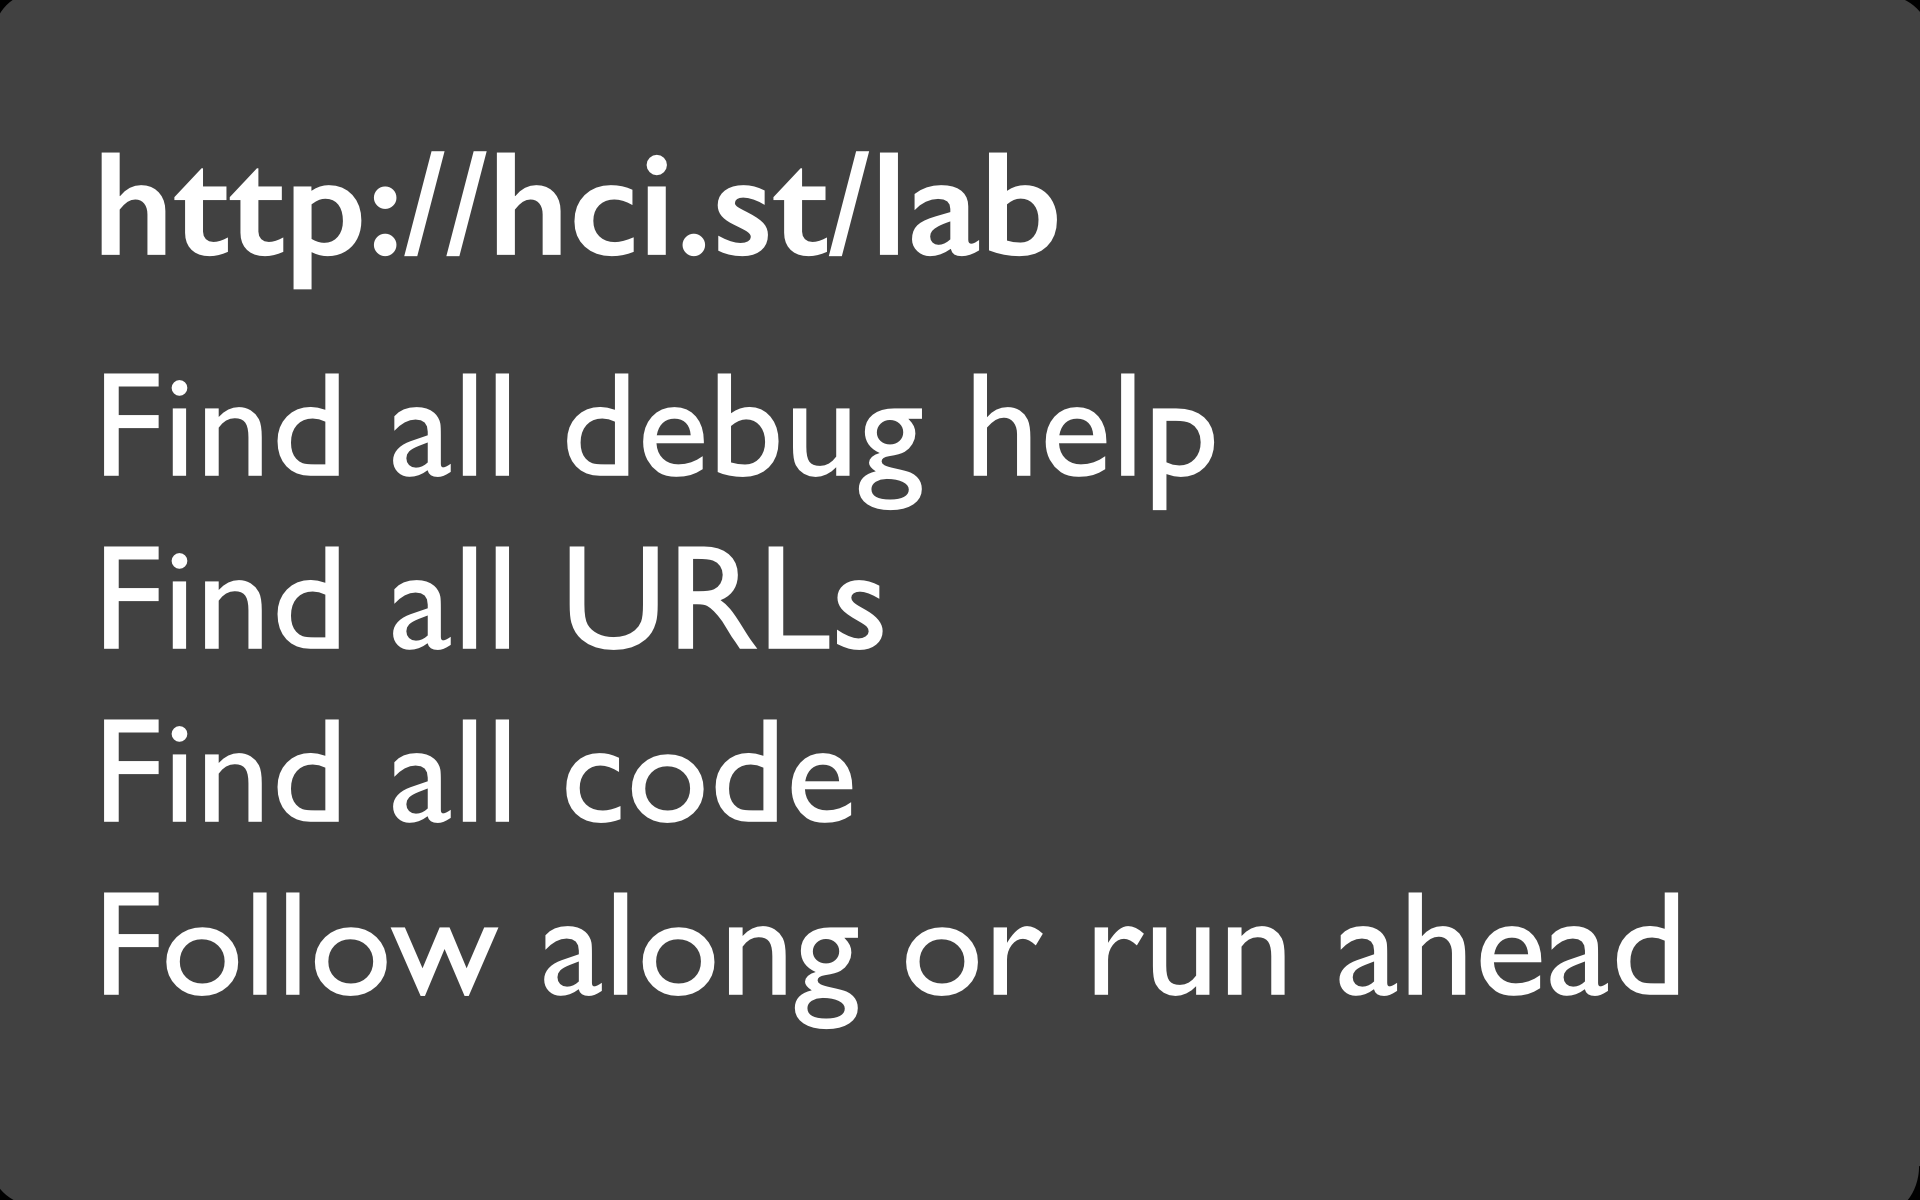 http://hci.st/lab
Find all debug help
Find all URLs
Find all code
Follow along or run ahead